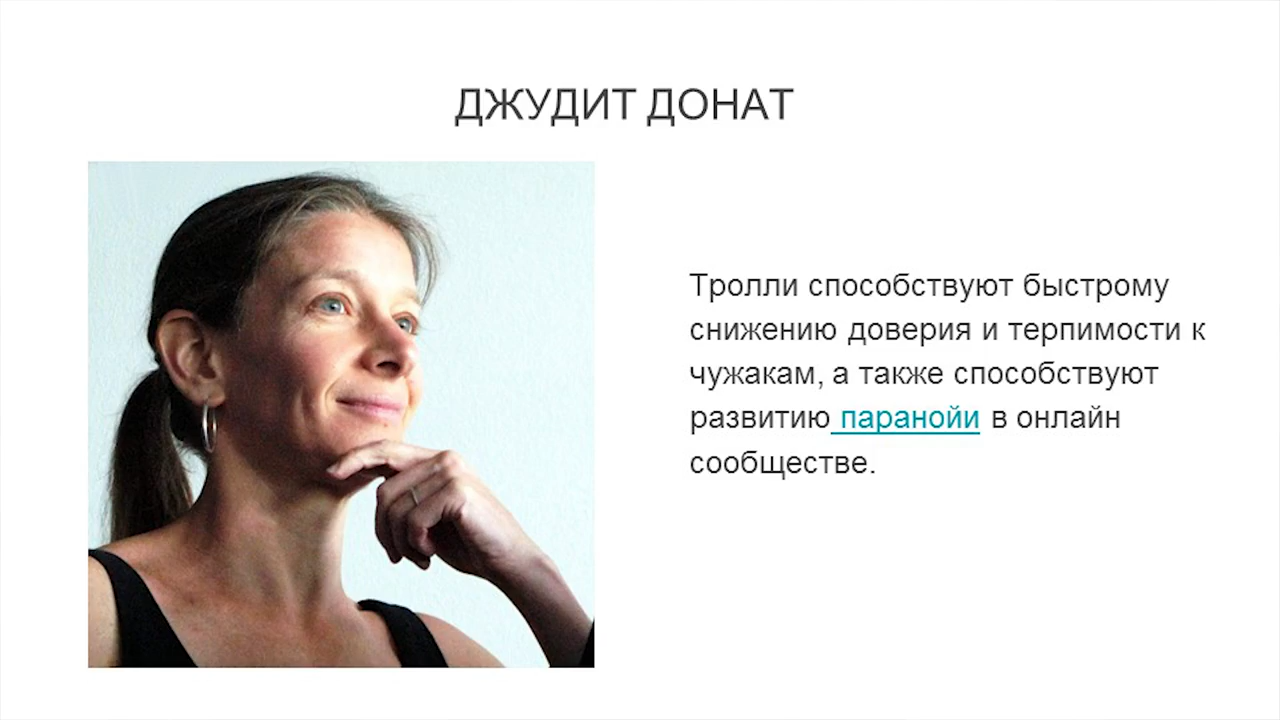 ДЖУДИТ ДОНАТ
Тролли способствуют быстрому
снижению доверия и терпимости к
чужакам, а также способствуют
развитию паранойи в онлайн
сообществе.